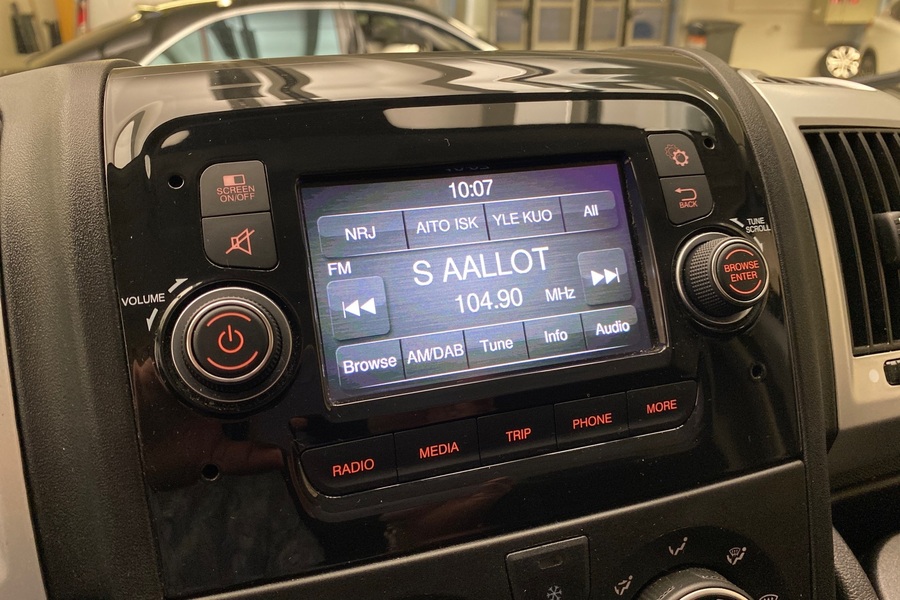 SCREEN
ON/OFF
VOLUME
10:07
NRJ AITO ISK YLE KUO All
FM
S AALLOT
104.90 MHz
Browse AM/DAB Tune Info Audio
BACK
TUNE
SCROLL
BROWSE
ENTER
RADIO MEDIA TRIP PHONE MORE